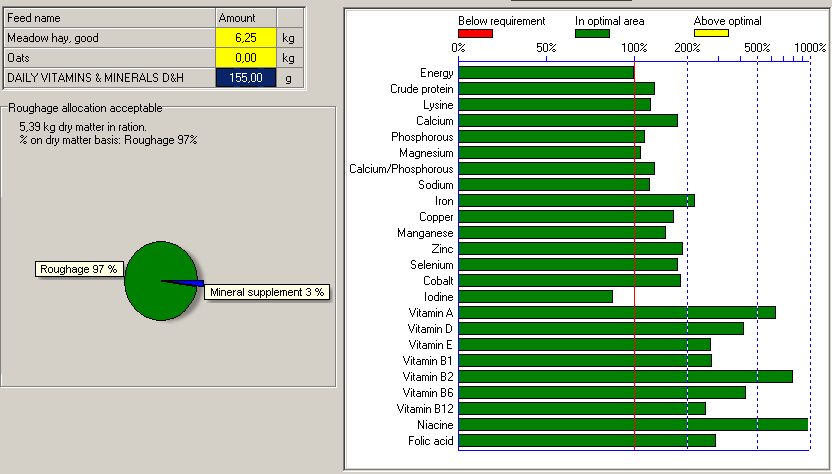 Feed name Amount
Meadow hay, good 6,25 kg
Oats 0,00 kg
DAILY VITAMINS & MINERALS D&H 155,00 g
Roughage allocation acceptable
5,39 kg dry matter in ration.
% on dry matter basis: Roughage 97%
Roughage 97 %
Mineral supplement 3 %
Below requirement In optimal area Above optimal
0% 50% 100% 200% 500% 1000%
Energy
Crude protein
Lysine
Calcium
Phosphorous
Magnesium
Calcium/Phosphorous
Sodium
Iron
Copper
Manganese
Zinc
Selenium
Cobalt
Iodine
Vitamin A
Vitamin D
Vitamin E
Vitamin B1
Vitamin B2
Vitamin B6
Vitamin B12
Niacine
Folic acid